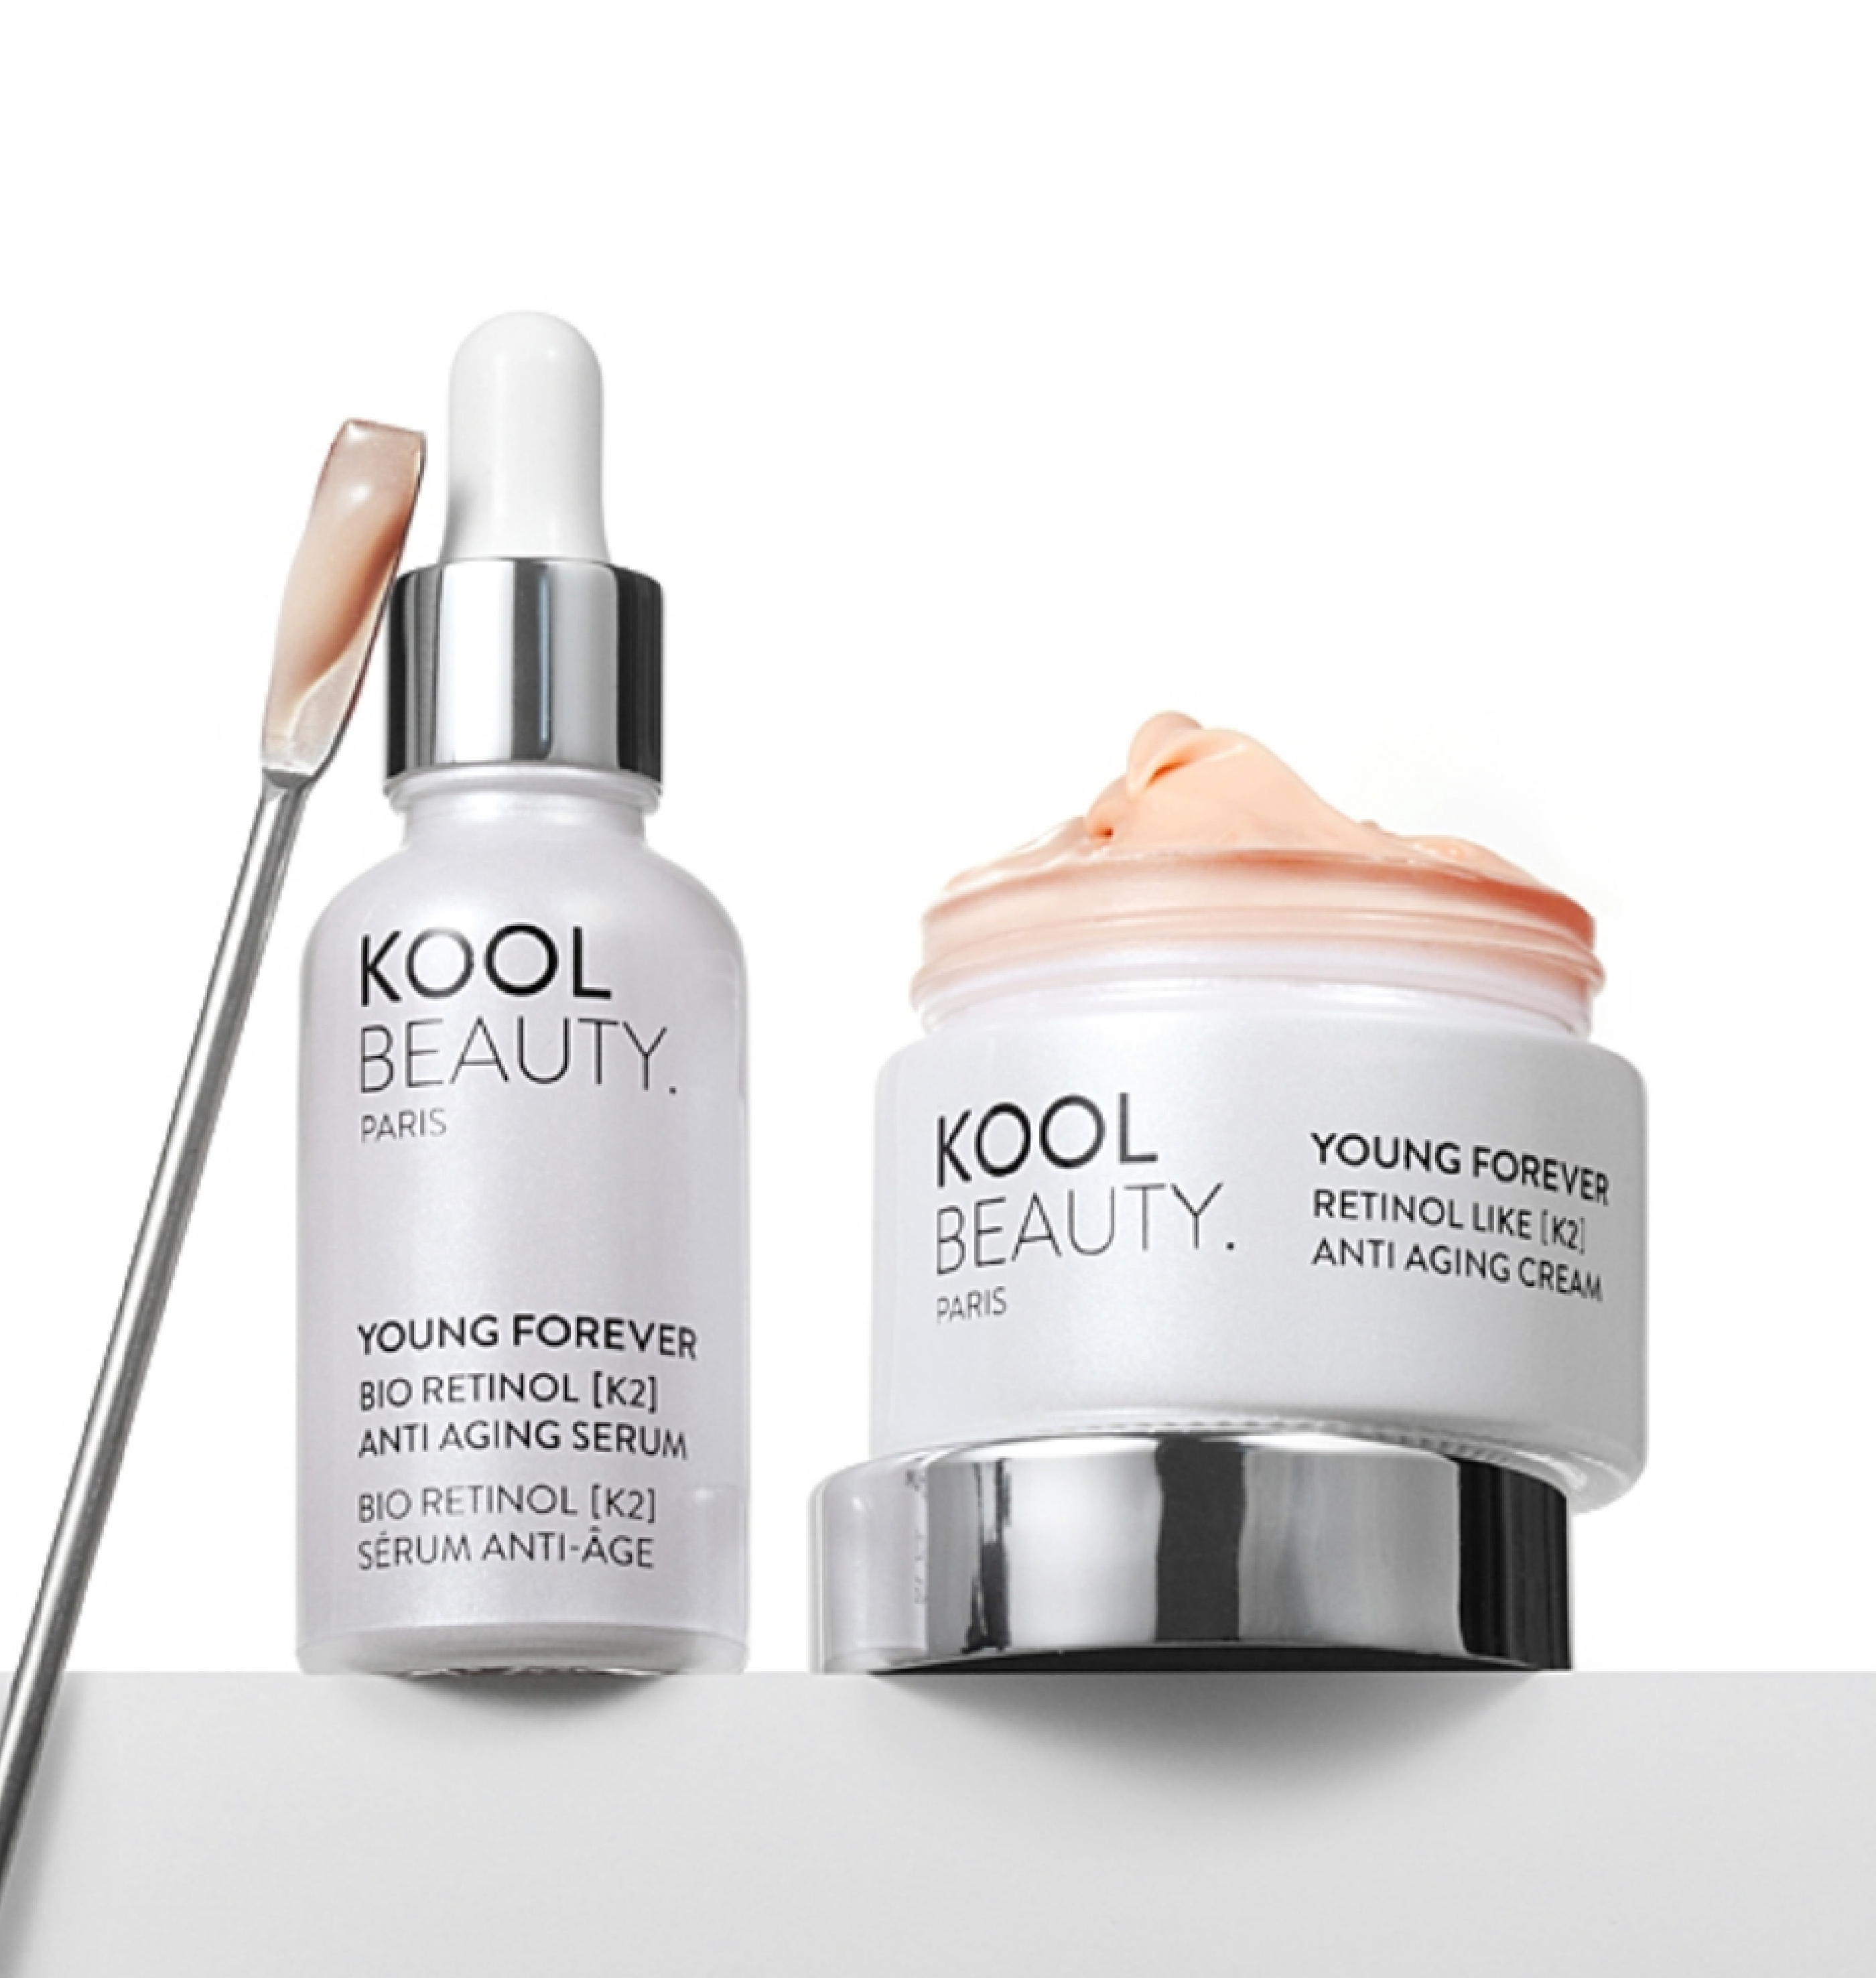 KOOL
BEAUTY.
PARIS
YOUNG FOREVER
BIO RETINOL [K2]
ANTI AGING SERUM
BIO RETINOL [K2]
SÉRUM ANTI-ÂGE
KOOL
BEAUTY.
PARIS
YOUNG FOREVER
RETINOL LIKE [K2]
ANTI AGING CREAM